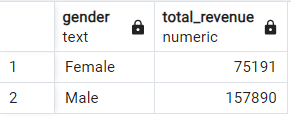 gender total_revenue
text numeric
1 Female 75191
2 Male 157890